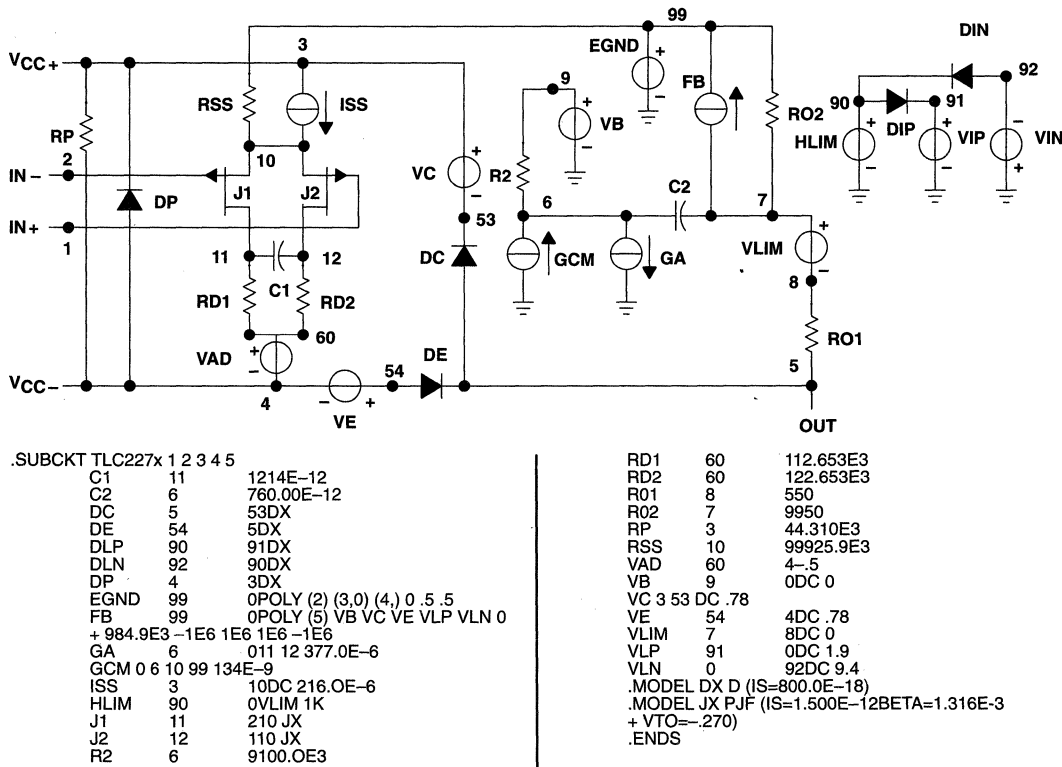 99
3
VCC+
EGND
+
−
FB
DIN
92
RSS
ISS
9
+
VB
−
90
91
RO2
DIP
+
HLIM
−
+
VIP
−
−
VIN
+
RP
2
10
IN −
J1
J2
+
VC
−
R2
C2
DP
6
7
IN+
1
53
+
VLIM
−
11
12
DC
GCM
GA
C1
8
RD1
RD2
60
RO1
VAD
+
−
DE
5
VCC−
54
4
−
+
VE
OUT
.SUBCKT TLC227x 1 2 3 4 5
C1 11 1214E−12
C2 6 760.00E−12
DC 5 53DX
DE 54 5DX
DLP 90 91DX
DLN 92 90DX
DP 4 3DX
EGND 99 0POLY (2) (3,0) (4,) 0 .5 .5
FB 99 0POLY (5) VB VC VE VLP VLN 0
+ 984.9E3 −1E6 1E6 1E6 −1E6
GA 6 011 12 377.0E−6
GCM 0 6 10 99 134E−9
ISS 3 10DC 216.OE−6
HLIM 90 0VLIM 1K
J1 11 210 JX
J2 12 110 JX
R2 6 9100.OE3
RD1 60 112.653E3
RD2 60 122.653E3
R01 8 550
R02 7 9950
RP 3 44.310E3
RSS 10 99925.9E3
VAD 60 4−.5
VB 9 0DC 0
VC 3 53 DC .78
VE 54 4DC .78
VLIM 7 8DC 0
VLP 91 0DC 1.9
VLN 0 92DC 9.4
.MODEL DX D (IS=800.0E−18)
.MODEL JX PJF (IS=1.500E−12BETA=1.316E-3
+ VTO=−.270)
.ENDS